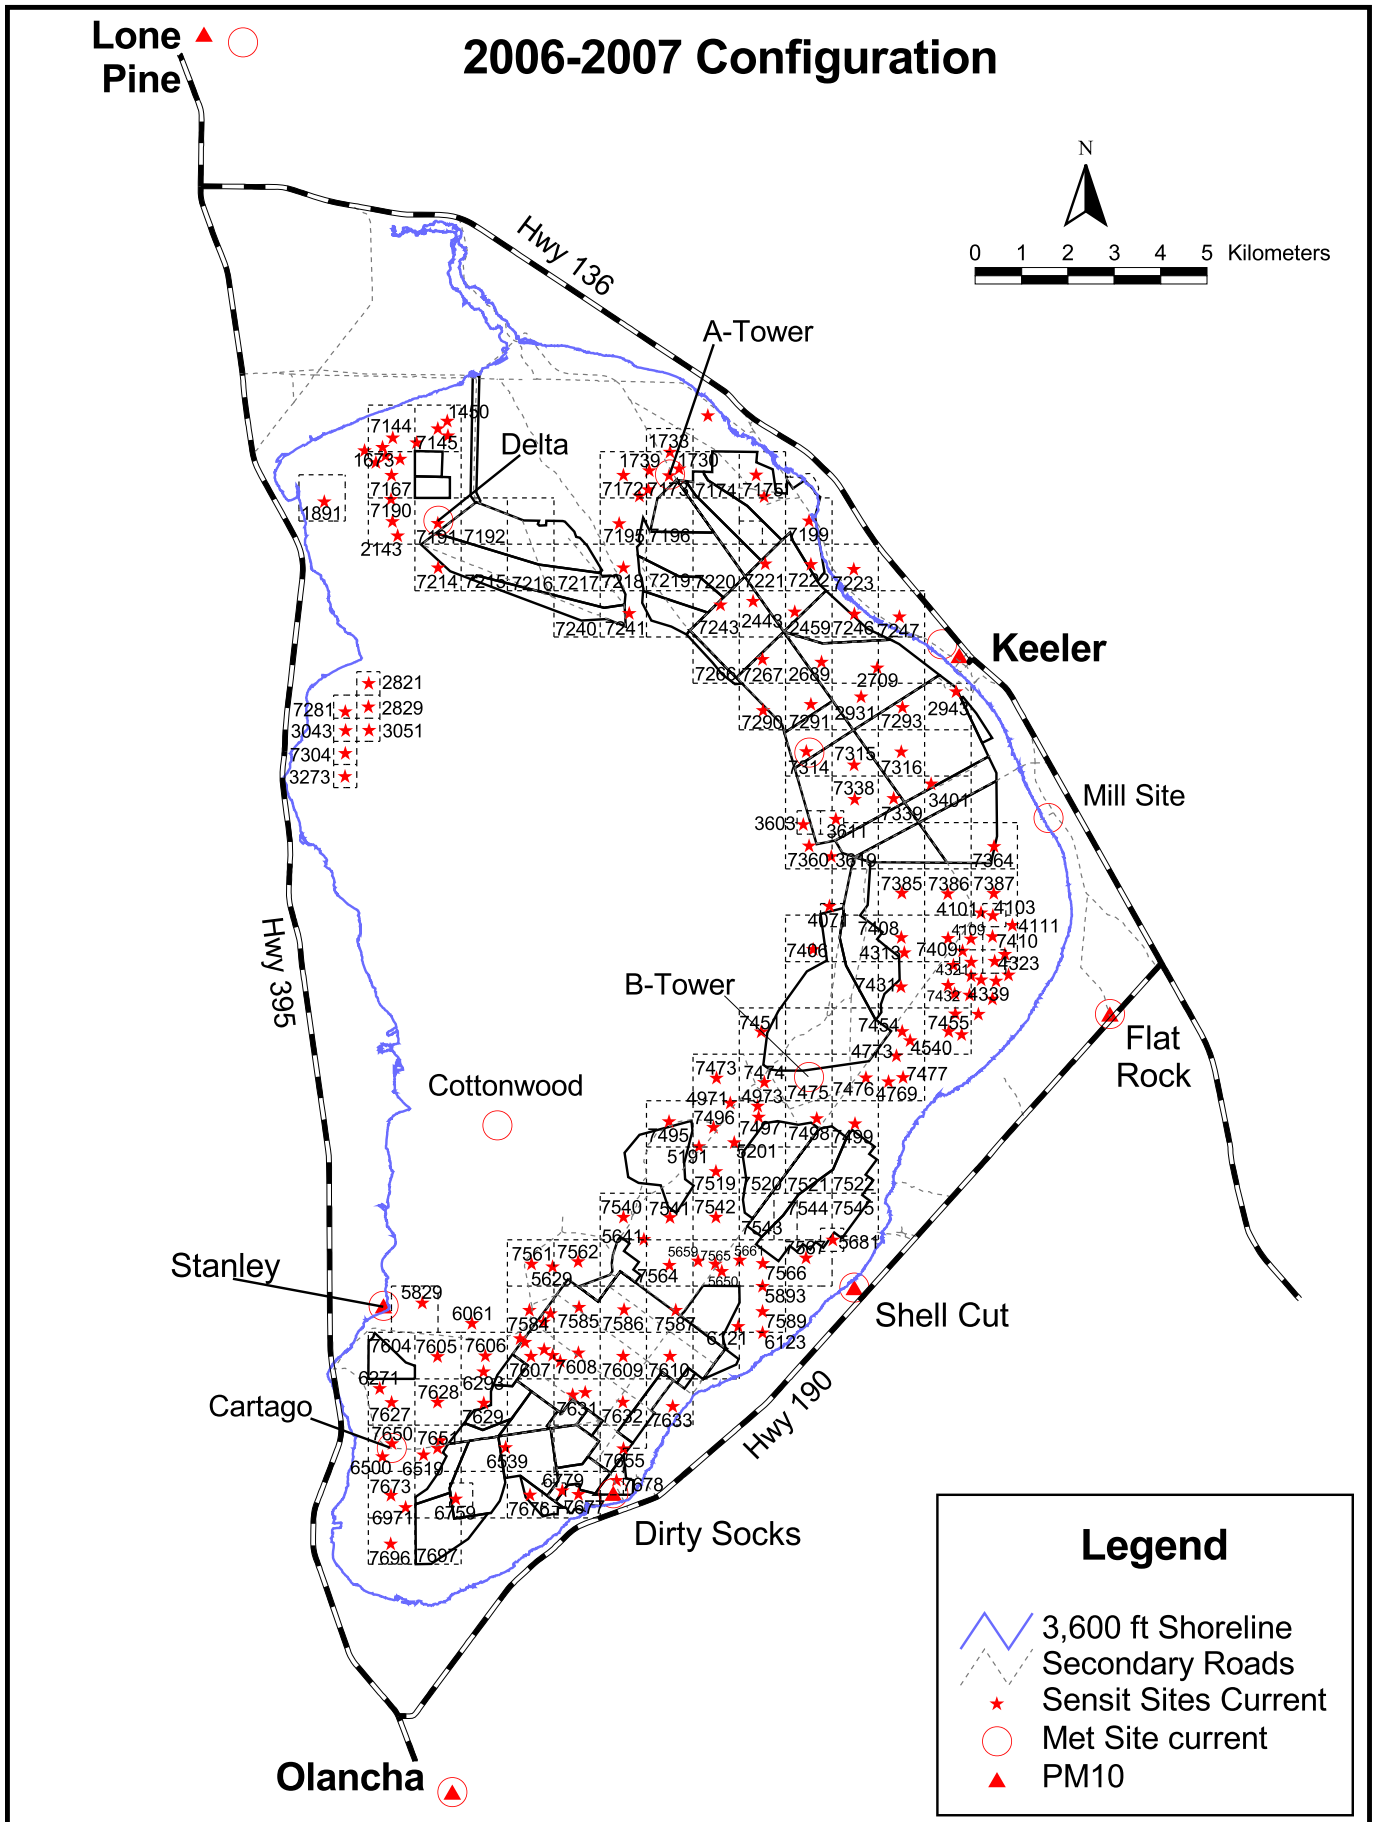 Lone
Pine
2006-2007 Configuration
N
0 1 2 3 4 5 Kilometers
Hwy 136
A-Tower
Delta
1450
7144
7145
1673
7167
1891
7190
2143
7191 7192
1733
1739 1730
7172 7173 7174 7175
7195 7196 7199
7214 7215 7216 7217 7218 7219 7220 7221 7222 7223
7240 7241 7243 2443 2459 7246 7247
Keeler
7266 7267 2689 2709
2821
7281 2829
3043 3051
7304
3273
7290 7291 2931 7293 2943
7314 7315 7316
7338 7339 3401
Mill Site
3603 3611
7360 3619 7364
7385 7386 7387
4101 4103
4071 4111
7408 4109
7406 4313 7409 7410
4321 4323
7431 7432 4339
Hwy 395
B-Tower
7451 7454 7455
4773 4540
Flat
Rock
7473 7474 7475 7476 7477
4971 4973 4769
Cottonwood
7495 7496 7497 7498 7499
5191 5201
7519 7520 7521 7522
7540 7541 7542 7543 7544 7545
5641 5681
7561 7562 5659 7565 5661 7567
5629 7564 5650 7566
Stanley
5829 5893
Shell Cut
6061 7584 7585 7586 7587 7589
6121 6123
7604 7605 7606 7607 7608 7609 7610
6271 6293
7627 7628 7629 7631 7632 7633
Hwy 190
Cartago
7650 7651
6500 6519 6539 7655
7673 6779 7678
6971 6759 7676 7677
Dirty Socks
7696 7697
Olancha
Legend
3,600 ft Shoreline
Secondary Roads
Sensit Sites Current
Met Site current
PM10